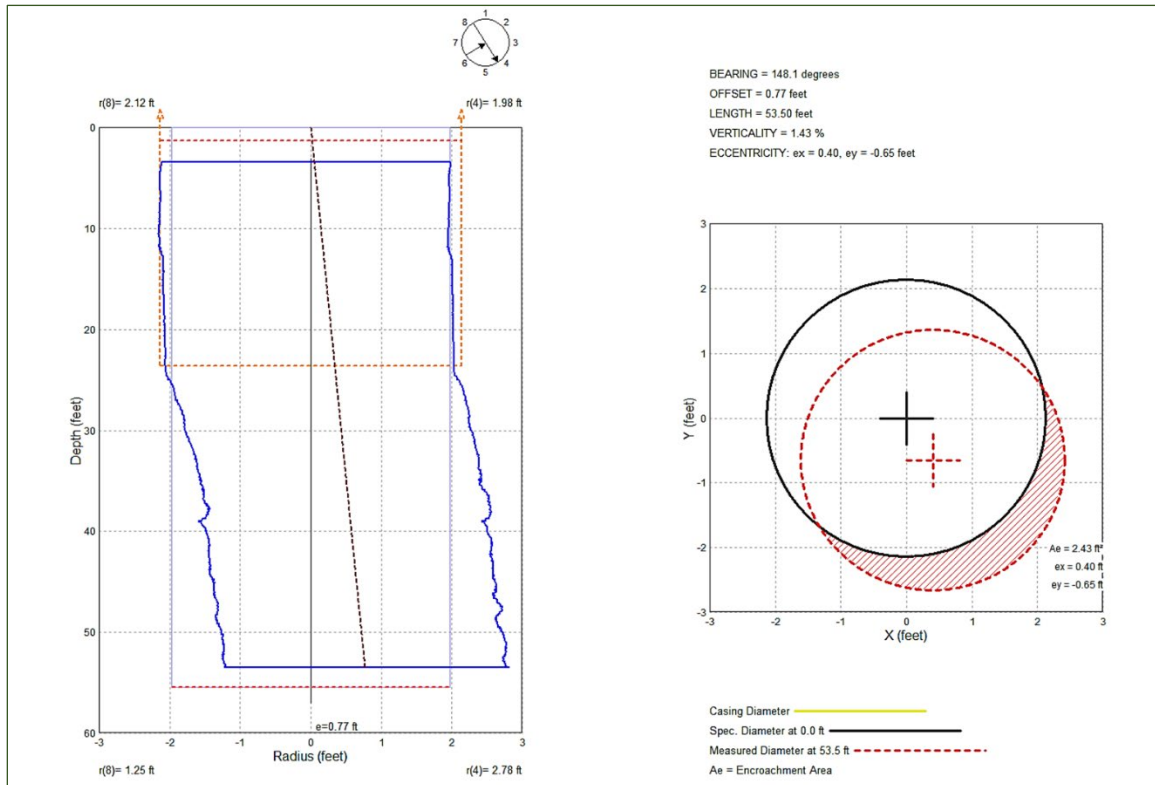 1
8 2
7 3
6 4
5
r(8)= 2.12 ft
r(4)= 1.98 ft
0
10
20
30
40
50
60
Depth (feet)
e=0.77 ft
-3 -2 -1 0 1 2 3
Radius (feet)
r(8)= 1.25 ft
r(4)= 2.78 ft
BEARING = 148.1 degrees
OFFSET = 0.77 feet
LENGTH = 53.50 feet
VERTICALITY = 1.43 %
ECCENTRICITY: ex = 0.40, ey = -0.65 feet
3
2
1
0
-1
-2
-3
Y (feet)
Ae = 2.43 ft²
ex = 0.40 ft
ey = -0.65 ft
-3 -2 -1 0 1 2 3
X (feet)
Casing Diameter
Spec. Diameter at 0.0 ft
Measured Diameter at 53.5 ft
Ae = Encroachment Area